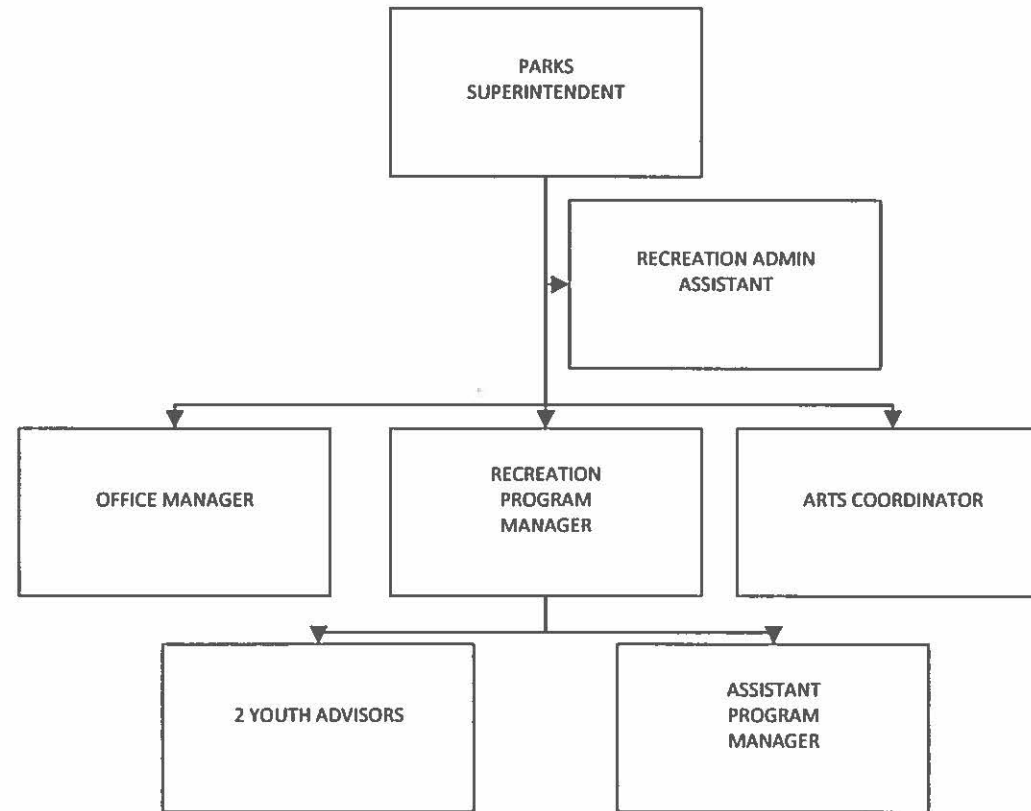 PARKS
SUPERINTENDENT
RECREATION ADMIN
ASSISTANT
OFFICE MANAGER
RECREATION
PROGRAM
MANAGER
ARTS COORDINATOR
2 YOUTH ADVISORS
ASSISTANT
PROGRAM
MANAGER